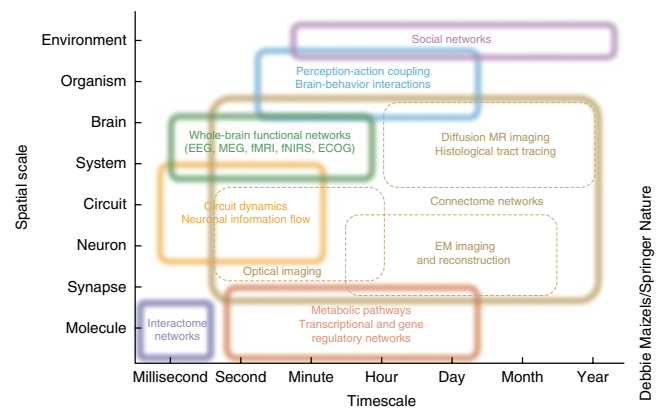 Environment
Organism
Brain
System
Circuit
Neuron
Synapse
Molecule
Spatial scale
Social networks
Perception-action coupling
Brain-behavior interactions
Whole-brain functional networks
(EEG, MEG, fMRI, fNIRS, ECOG)
Diffusion MR imaging
Histological tract tracing
Circuit dynamics
Neuronal information flow
Connectome networks
EM imaging
and reconstruction
Optical imaging
Interactome
networks
Metabolic pathways
Transcriptional and gene
regulatory networks
Millisecond
Second
Minute
Hour
Day
Month
Year
Timescale
Debbie Maizels/Springer Nature